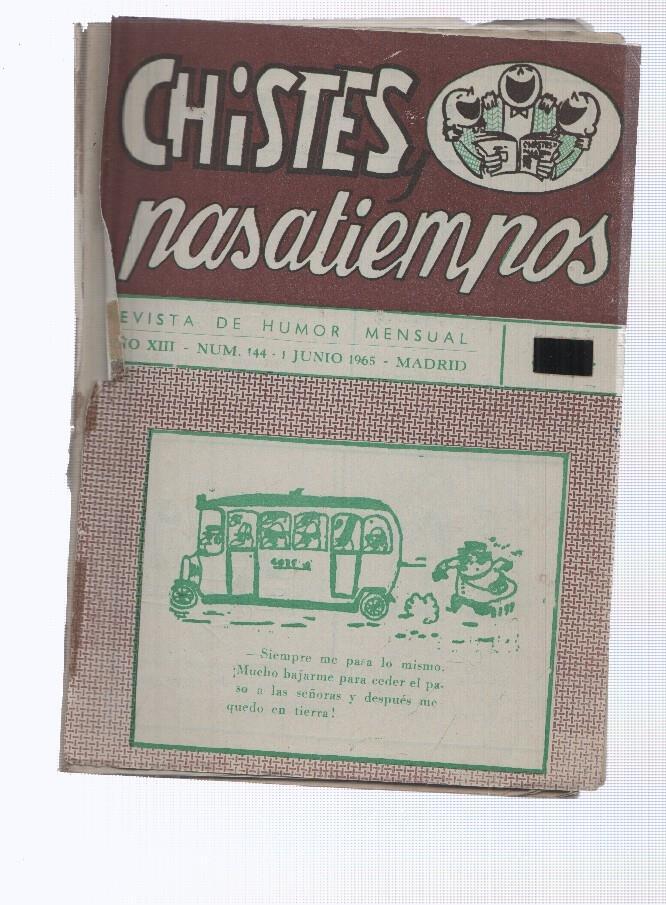 CHiSTES
y
pasatiempos
EVISTA DE HUMOR MENSUAL
ÑO XIII - NUM. 144 - 1 JUNIO 1965 - MADRID
— Siempre me pasa lo mismo.
¡Mucho bajarme para ceder el pa-
so a las señoras y después me
quedo en tierra!